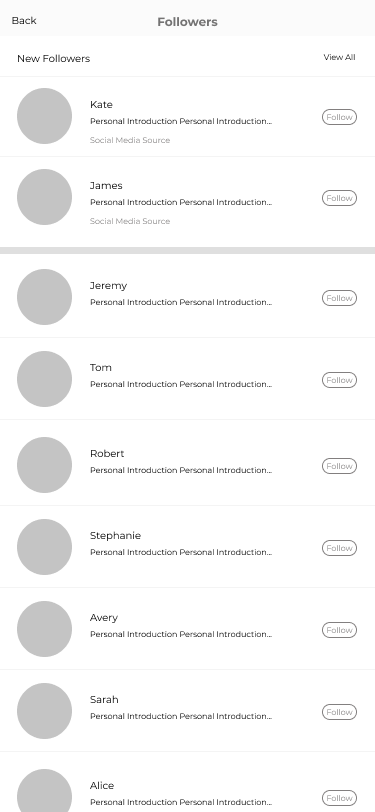 Back
Followers
New Followers
View All
Kate
Personal Introduction Personal Introduction...
Social Media Source
Follow
James
Personal Introduction Personal Introduction...
Social Media Source
Follow
Jeremy
Personal Introduction Personal Introduction...
Follow
Tom
Personal Introduction Personal Introduction...
Follow
Robert
Personal Introduction Personal Introduction...
Follow
Stephanie
Personal Introduction Personal Introduction...
Follow
Avery
Personal Introduction Personal Introduction...
Follow
Sarah
Personal Introduction Personal Introduction...
Follow
Alice
Personal Introduction Personal Introduction...
Follow